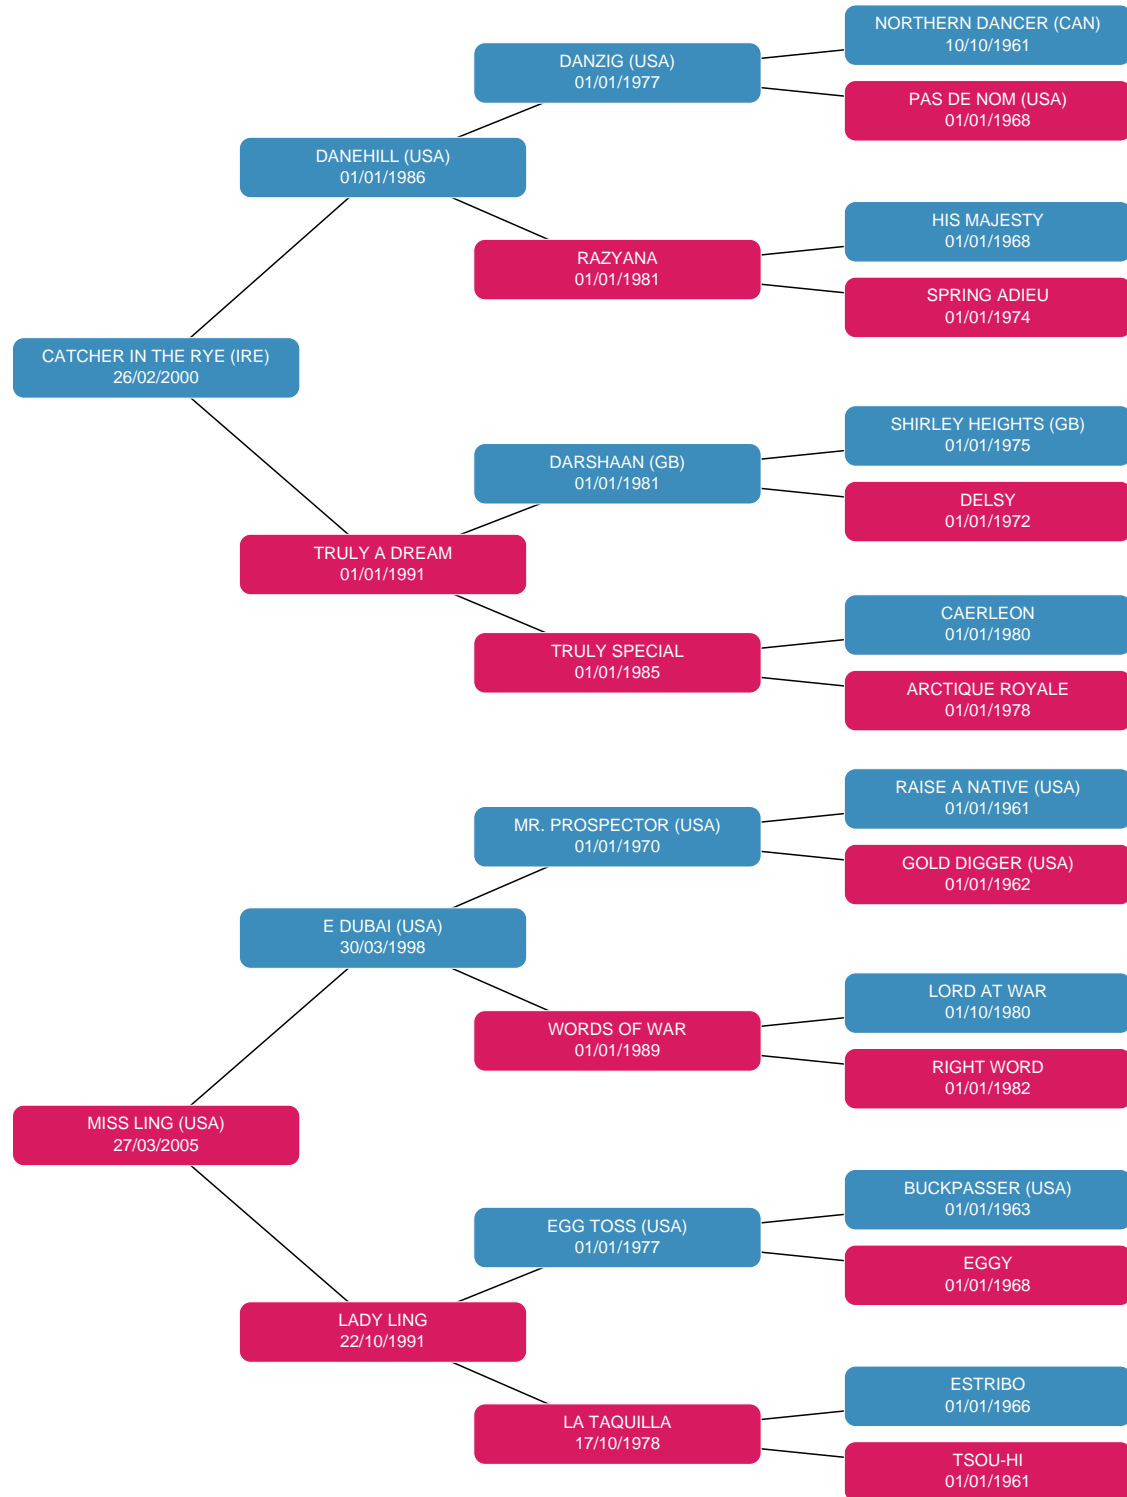 NORTHERN DANCER (CAN)
10/10/1961
DANZIG (USA)
01/01/1977
PAS DE NOM (USA)
01/01/1968
DANEHILL (USA)
01/01/1986
HIS MAJESTY
01/01/1968
RAZYANA
01/01/1981
SPRING ADIEU
01/01/1974
CATCHER IN THE RYE (IRE)
26/02/2000
SHIRLEY HEIGHTS (GB)
01/01/1975
DARSHAAN (GB)
01/01/1981
DELSY
01/01/1972
TRULY A DREAM
01/01/1991
CAERLEON
01/01/1980
TRULY SPECIAL
01/01/1985
ARCTIQUE ROYALE
01/01/1978
RAISE A NATIVE (USA)
01/01/1961
MR. PROSPECTOR (USA)
01/01/1970
GOLD DIGGER (USA)
01/01/1962
E DUBAI (USA)
30/03/1998
LORD AT WAR
01/10/1980
WORDS OF WAR
01/01/1989
RIGHT WORD
01/01/1982
MISS LING (USA)
27/03/2005
BUCKPASSER (USA)
01/01/1963
EGG TOSS (USA)
01/01/1977
EGGY
01/01/1968
LADY LING
22/10/1991
ESTRIBO
01/01/1966
LA TAQUILLA
17/10/1978
TSOU-HI
01/01/1961